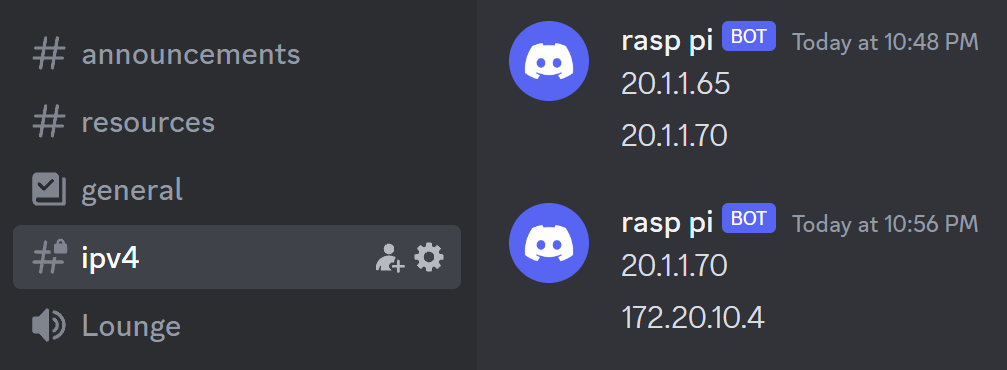 announcements
resources
general
ipv4
Lounge
rasp pi BOT Today at 10:48 PM
20.1.1.65
20.1.1.70
rasp pi BOT Today at 10:56 PM
20.1.1.70
172.20.10.4